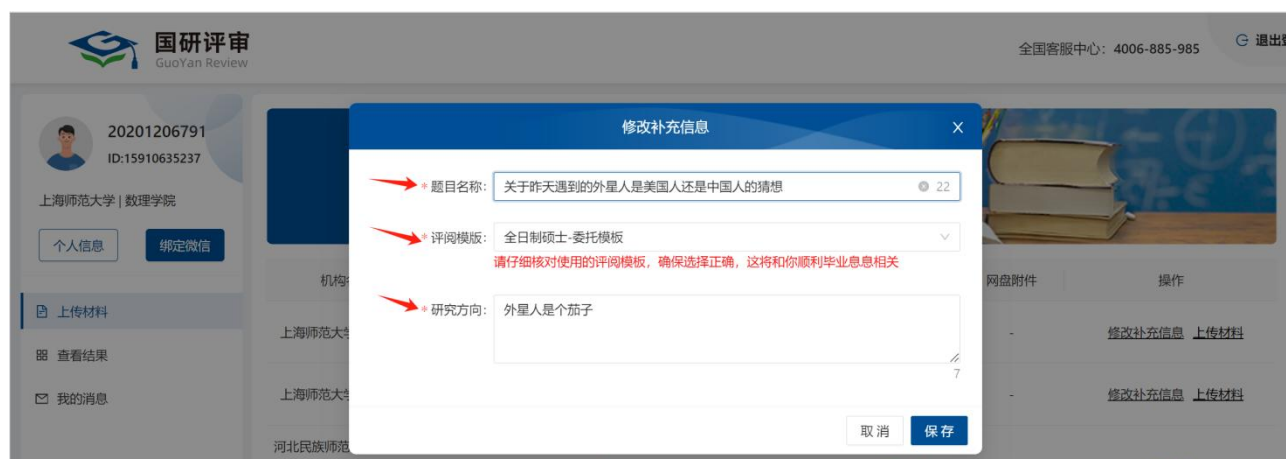 国研评审
GuoYan Review
全国客服中心：4006-885-985
退出登
20201206791
ID:15910635237
上海师范大学 | 数理学院
个人信息
绑定微信
上传材料
查看结果
我的消息
修改补充信息
* 题目名称:
关于昨天遇到的外星人是美国人还是中国人的猜想
22
* 评阅模版:
全日制硕士-委托模板
请仔细核对使用的评阅模板，确保选择正确，这将和你顺利毕业息息相关
* 研究方向:
外星人是个茄子
7
取消
保存
机构
网盘附件
操作
上海师范大学
-
修改补充信息 上传材料
上海师范大学
-
修改补充信息 上传材料
河北民族师范